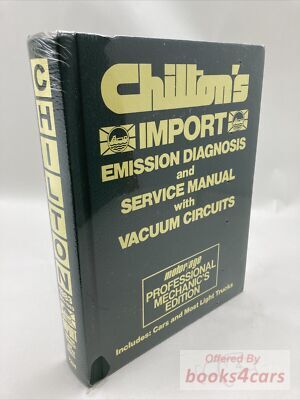 Chilton's
IMPORT
EMISSION DIAGNOSIS
and
SERVICE MANUAL
with
VACUUM CIRCUITS
motor/age
PROFESSIONAL
MECHANIC'S
EDITION
Includes: Cars and Most Light Trucks
CHILTON
Offered By
books4cars